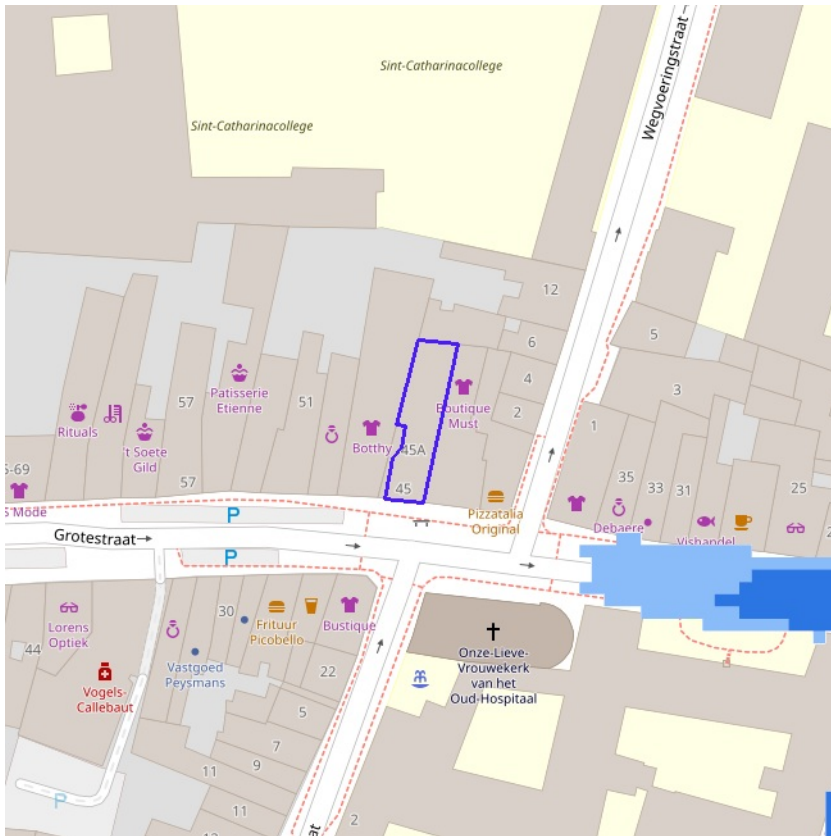 Sint-Catharinacollege
Sint-Catharinacollege
Wegvoeringstraat
12
6
5
4
3
2
1
Patisserie
Etienne
51
57
Rituals
't Soete
Gild
57
Botthy
Boutique
Must
45A
45
Pizzatalia
Original
35
33
31
25
Debaere
Vishandel
5-69
S Mode
P
P
Grotestraat
Lorens
Optiek
44
30
Frituur
Picobello
Bustique
Vastgoed
Peysmans
22
Vogels-
Callebaut
Onze-Lieve-
Vrouwekerk
van het
Oud-Hospitaal
5
7
9
11
11
2
P
at